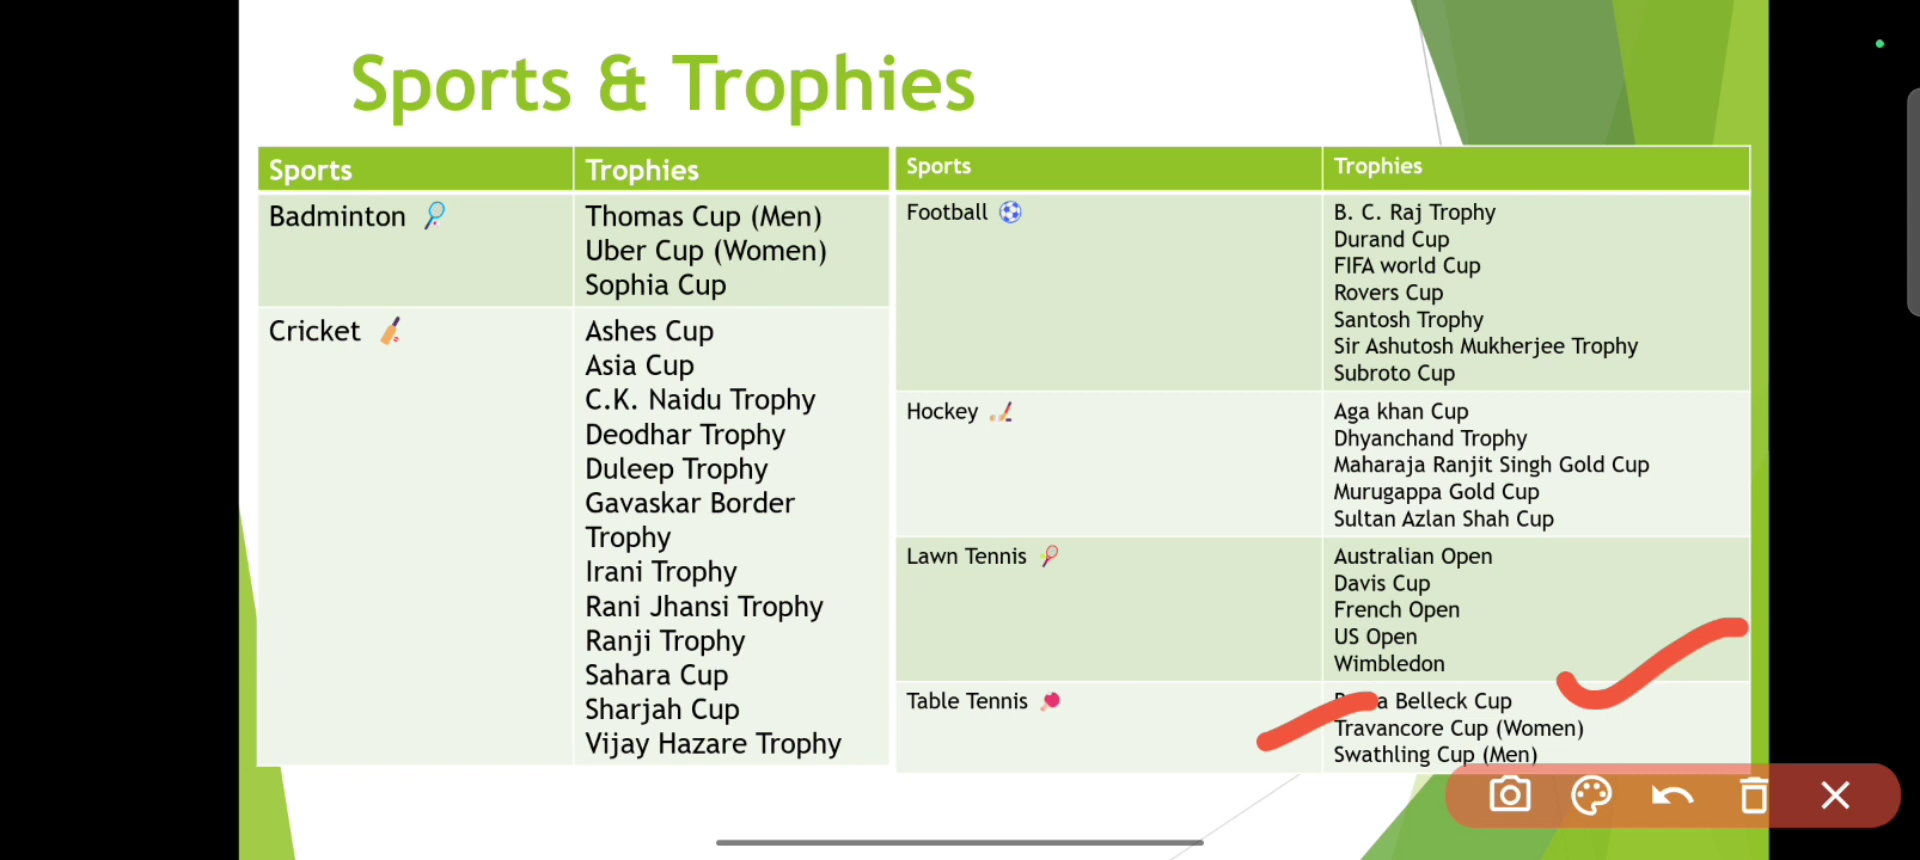 Sports & Trophies
Sports Trophies
Badminton Thomas Cup (Men)
Uber Cup (Women)
Sophia Cup
Cricket Ashes Cup
Asia Cup
C.K. Naidu Trophy
Deodhar Trophy
Duleep Trophy
Gavaskar Border
Trophy
Irani Trophy
Rani Jhansi Trophy
Ranji Trophy
Sahara Cup
Sharjah Cup
Vijay Hazare Trophy
Sports Trophies
Football B. C. Raj Trophy
Durand Cup
FIFA world Cup
Rovers Cup
Santosh Trophy
Sir Ashutosh Mukherjee Trophy
Subroto Cup
Hockey Aga khan Cup
Dhyanchand Trophy
Maharaja Ranjit Singh Gold Cup
Murugappa Gold Cup
Sultan Azlan Shah Cup
Lawn Tennis Australian Open
Davis Cup
French Open
US Open
Wimbledon
Table Tennis Belleck Cup
Travancore Cup (Women)
Swathling Cup (Men)